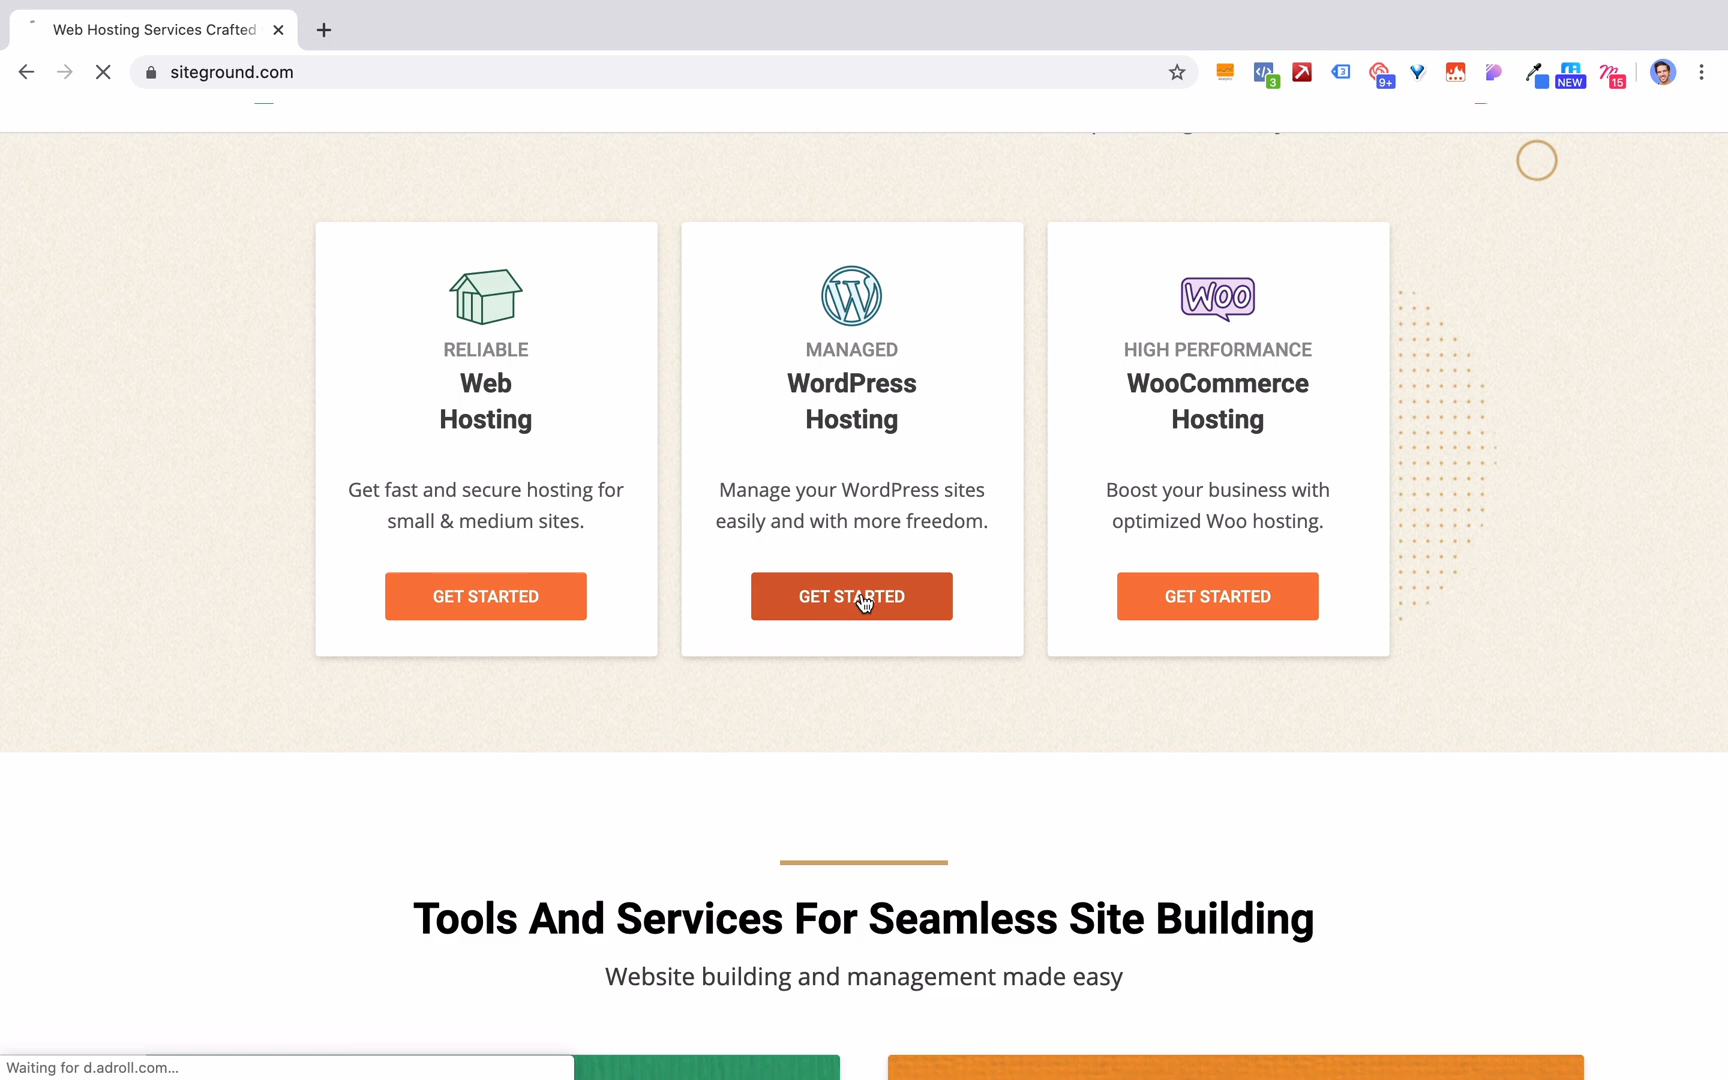 Web Hosting Services Crafted
siteground.com
3
3
9+
NEW
15
RELIABLE
Web
Hosting
Get fast and secure hosting for
small & medium sites.
GET STARTED
MANAGED
WordPress
Hosting
Manage your WordPress sites
easily and with more freedom.
GET STARTED
WOO
HIGH PERFORMANCE
WooCommerce
Hosting
Boost your business with
optimized Woo hosting.
GET STARTED
Tools And Services For Seamless Site Building
Website building and management made easy
Waiting for d.adroll.com...